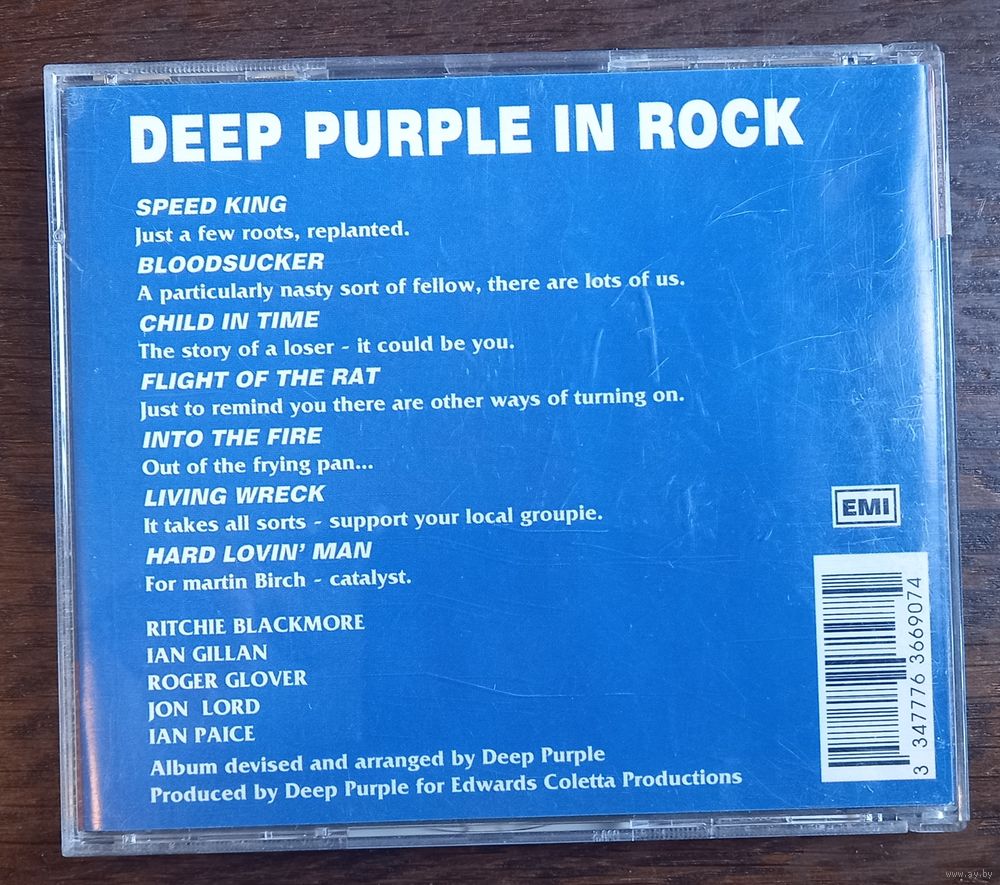 DEEP PURPLE IN ROCK
SPEED KING
Just a few roots, replanted.
BLOODSUCKER
A particularly nasty sort of fellow, there are lots of us.
CHILD IN TIME
The story of a loser - it could be you.
FLIGHT OF THE RAT
Just to remind you there are other ways of turning on.
INTO THE FIRE
Out of the frying pan...
LIVING WRECK
It takes all sorts - support your local groupie.
HARD LOVIN' MAN
For martin Birch - catalyst.
RITCHIE BLACKMORE
IAN GILLAN
ROGER GLOVER
JON LORD
IAN PAICE
Album devised and arranged by Deep Purple
Produced by Deep Purple for Edwards Coletta Productions
EMI
3 347776 3669074
www.ay.by